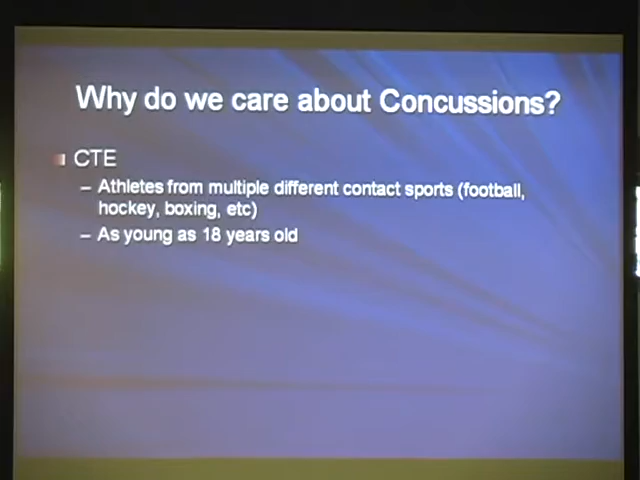 Why do we care about Concussions?
CTE
– Athletes from multiple different contact sports (football,
hockey, boxing, etc)
– As young as 18 years old